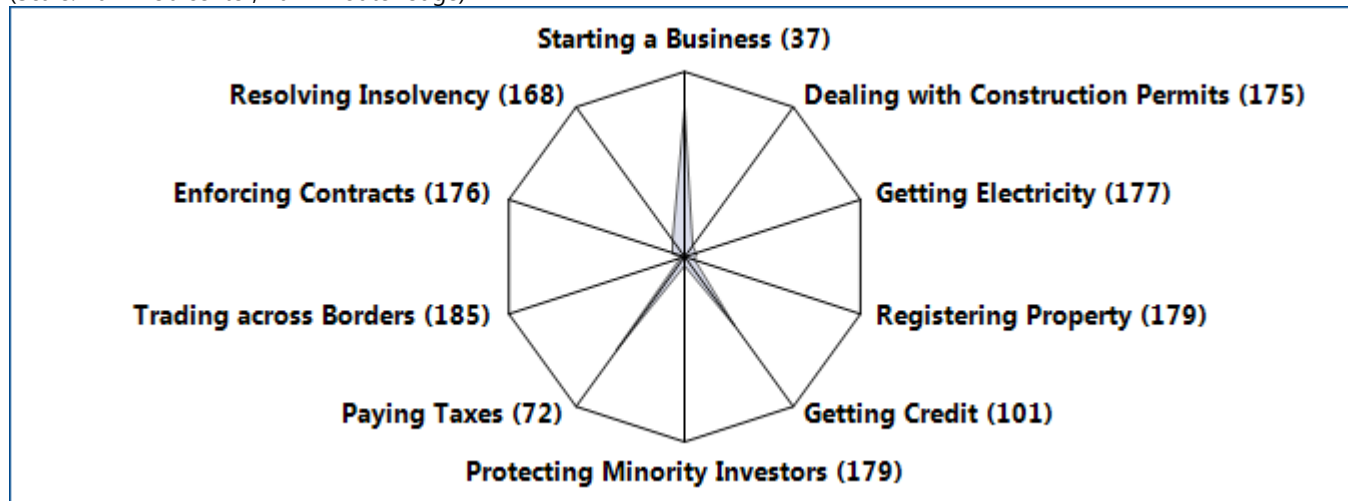 Starting a Business (37)
Resolving Insolvency (168)
Dealing with Construction Permits (175)
Enforcing Contracts (176)
Getting Electricity (177)
Trading across Borders (185)
Registering Property (179)
Paying Taxes (72)
Getting Credit (101)
Protecting Minority Investors (179)